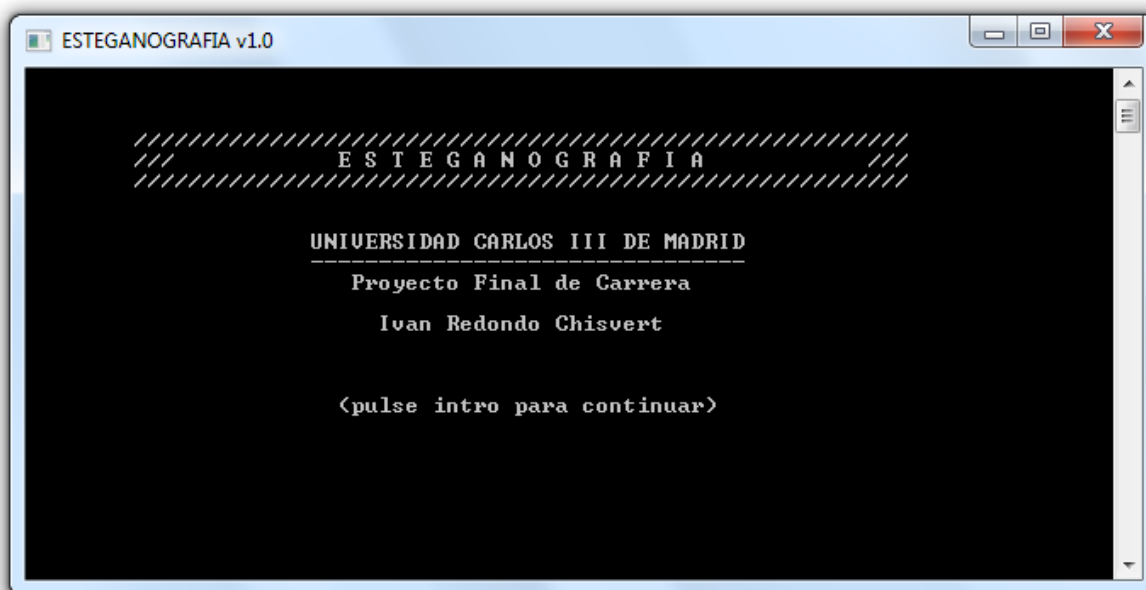 ESTEGANOGRAFIA v1.0
/////////////////////////////////////////////////////////
/// E S T E G A N O G R A F I A ///
/////////////////////////////////////////////////////////
UNIVERSIDAD CARLOS III DE MADRID
--------------------------------
Proyecto Final de Carrera
Ivan Redondo Chisvert
(pulse intro para continuar)